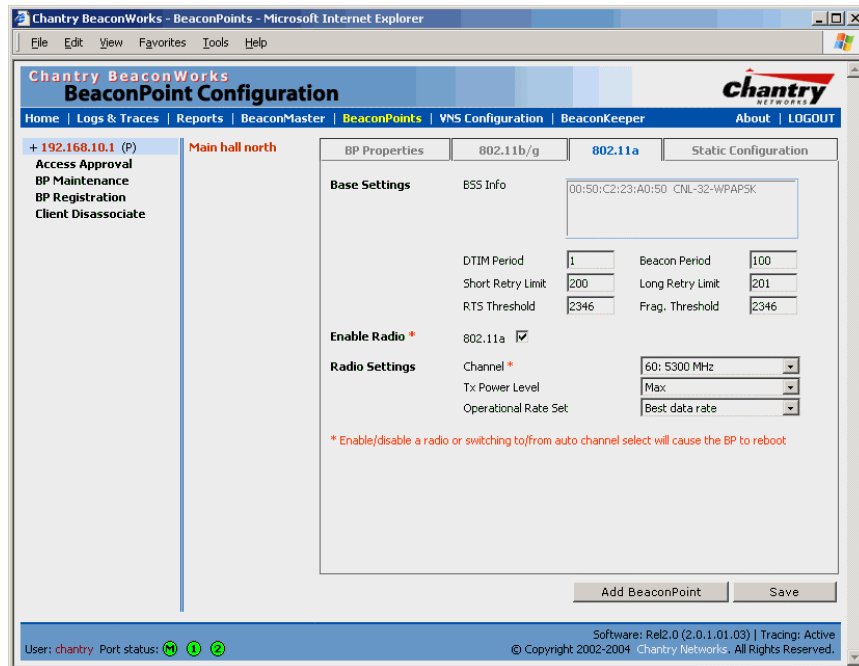 Chantry BeaconWorks - BeaconPoints - Microsoft Internet Explorer
File Edit View Favorites Tools Help
Chantry BeaconWorks
BeaconPoint Configuration
Chantry
NETWORKS
Home | Logs & Traces | Reports | BeaconMaster | BeaconPoints | VNS Configuration | BeaconKeeper About | LOGOUT
+ 192.168.10.1 (P)
Access Approval
BP Maintenance
BP Registration
Client Disassociate
Main hall north
BP Properties 802.11b/g 802.11a Static Configuration
Base Settings BSS Info 00:50:C2:23:A0:50 CNL-32-WPAPSK
DTIM Period 1 Beacon Period 100
Short Retry Limit 200 Long Retry Limit 201
RTS Threshold 2346 Frag. Threshold 2346
Enable Radio * 802.11a
Radio Settings Channel * 60: 5300 MHz
Tx Power Level Max
Operational Rate Set Best data rate
* Enable/disable a radio or switching to/from auto channel select will cause the BP to reboot
Add BeaconPoint Save
Software: Rel2.0 (2.0.1.01.03) | Tracing: Active
User: chantry Port status: M 1 2 © Copyright 2002-2004 Chantry Networks. All Rights Reserved.